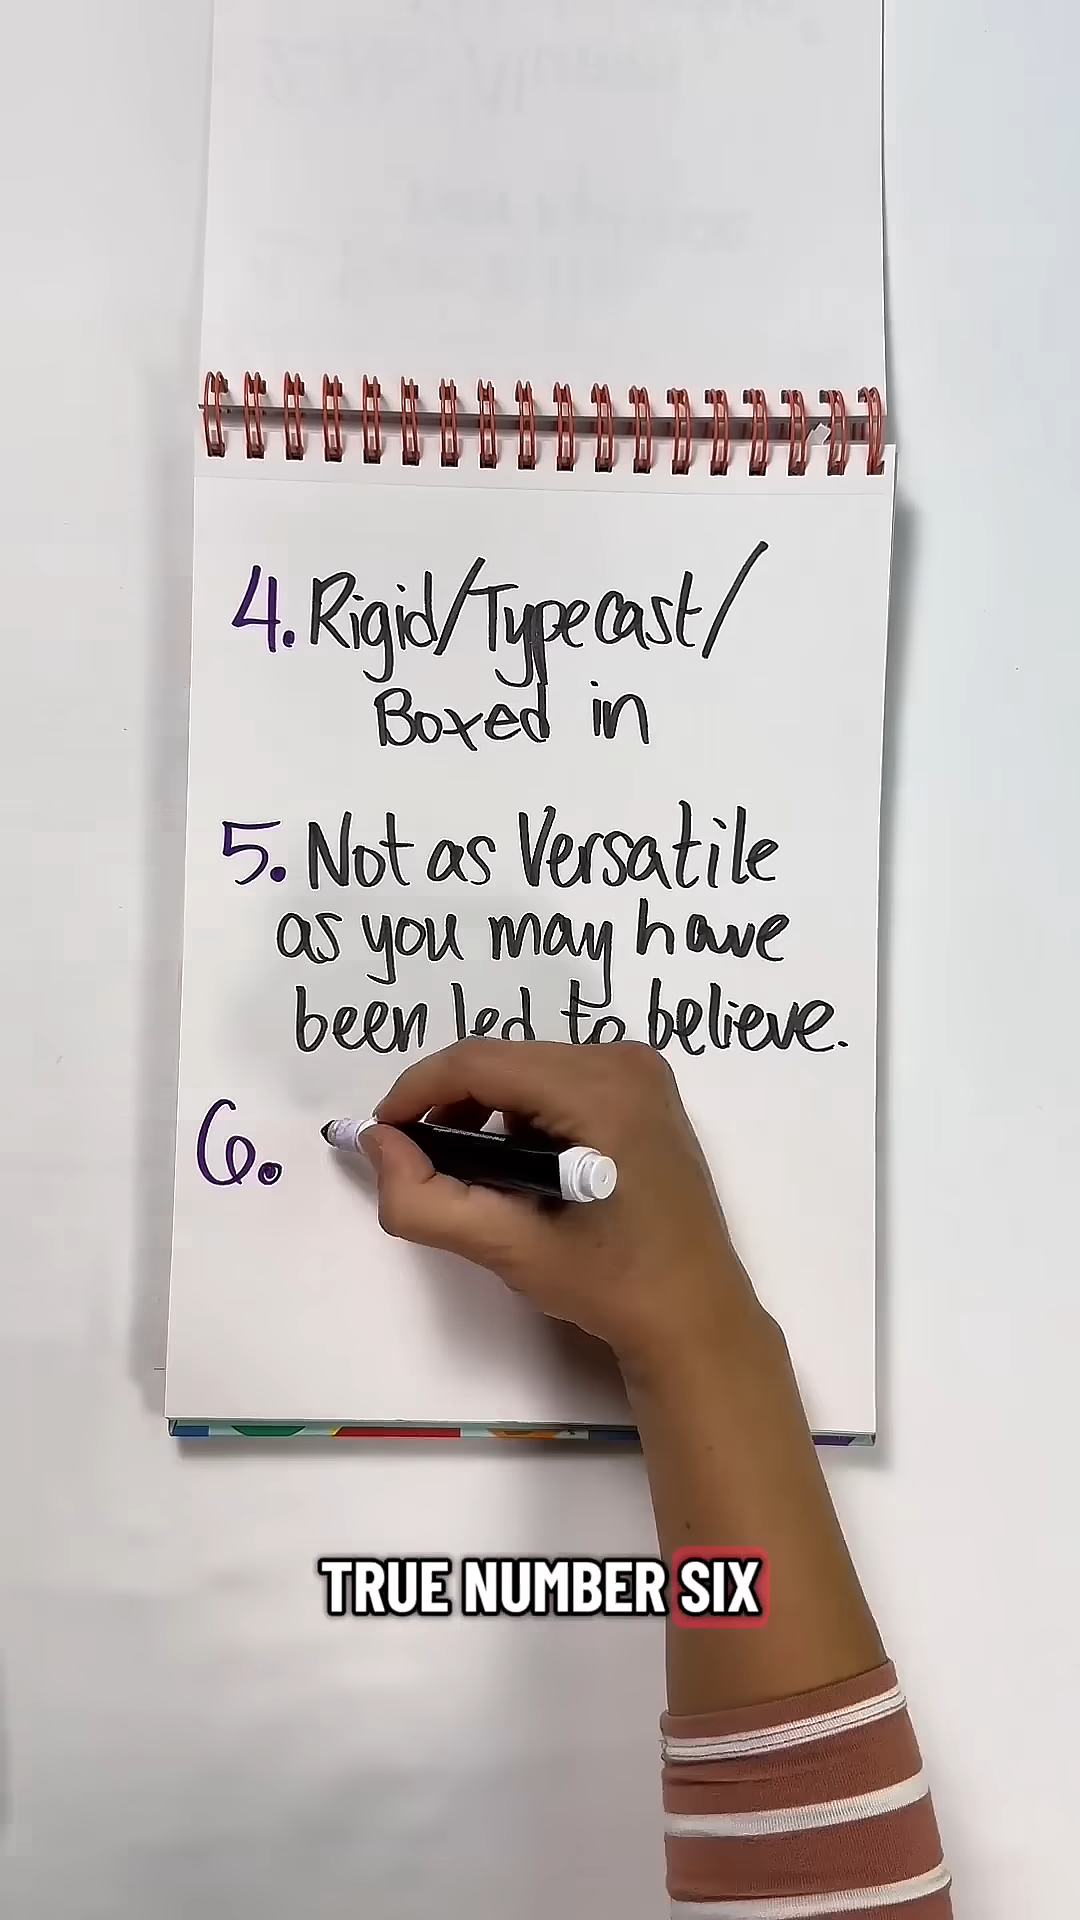 4. Rigid/Typecast/
Boxed in
5. Not as Versatile
as you may have
been led to believe.
6.
TRUE NUMBER SIX